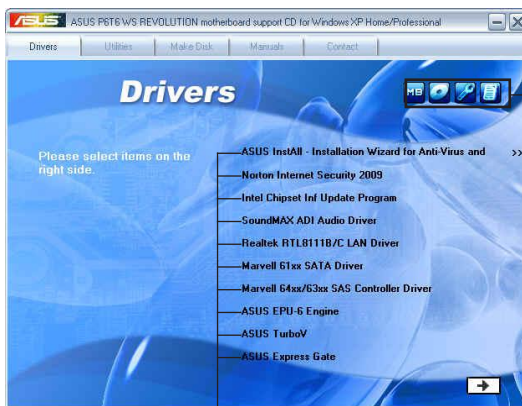 ASUS ASUS P6T6 WS REVOLUTION motherboard support CD for Windows XP Home/Professional
Drivers Utilities Make Disk Manuals Contact
Drivers
MB
Please select items on the
right side.
ASUS InstAll - Installation Wizard for Anti-Virus and >>
Norton Internet Security 2009
Intel Chipset Inf Update Program
SoundMAX ADI Audio Driver
Realtek RTL8111B/C LAN Driver
Marvell 61xx SATA Driver
Marvell 64xx/63xx SAS Controller Driver
ASUS EPU-6 Engine
ASUS TurboV
ASUS Express Gate